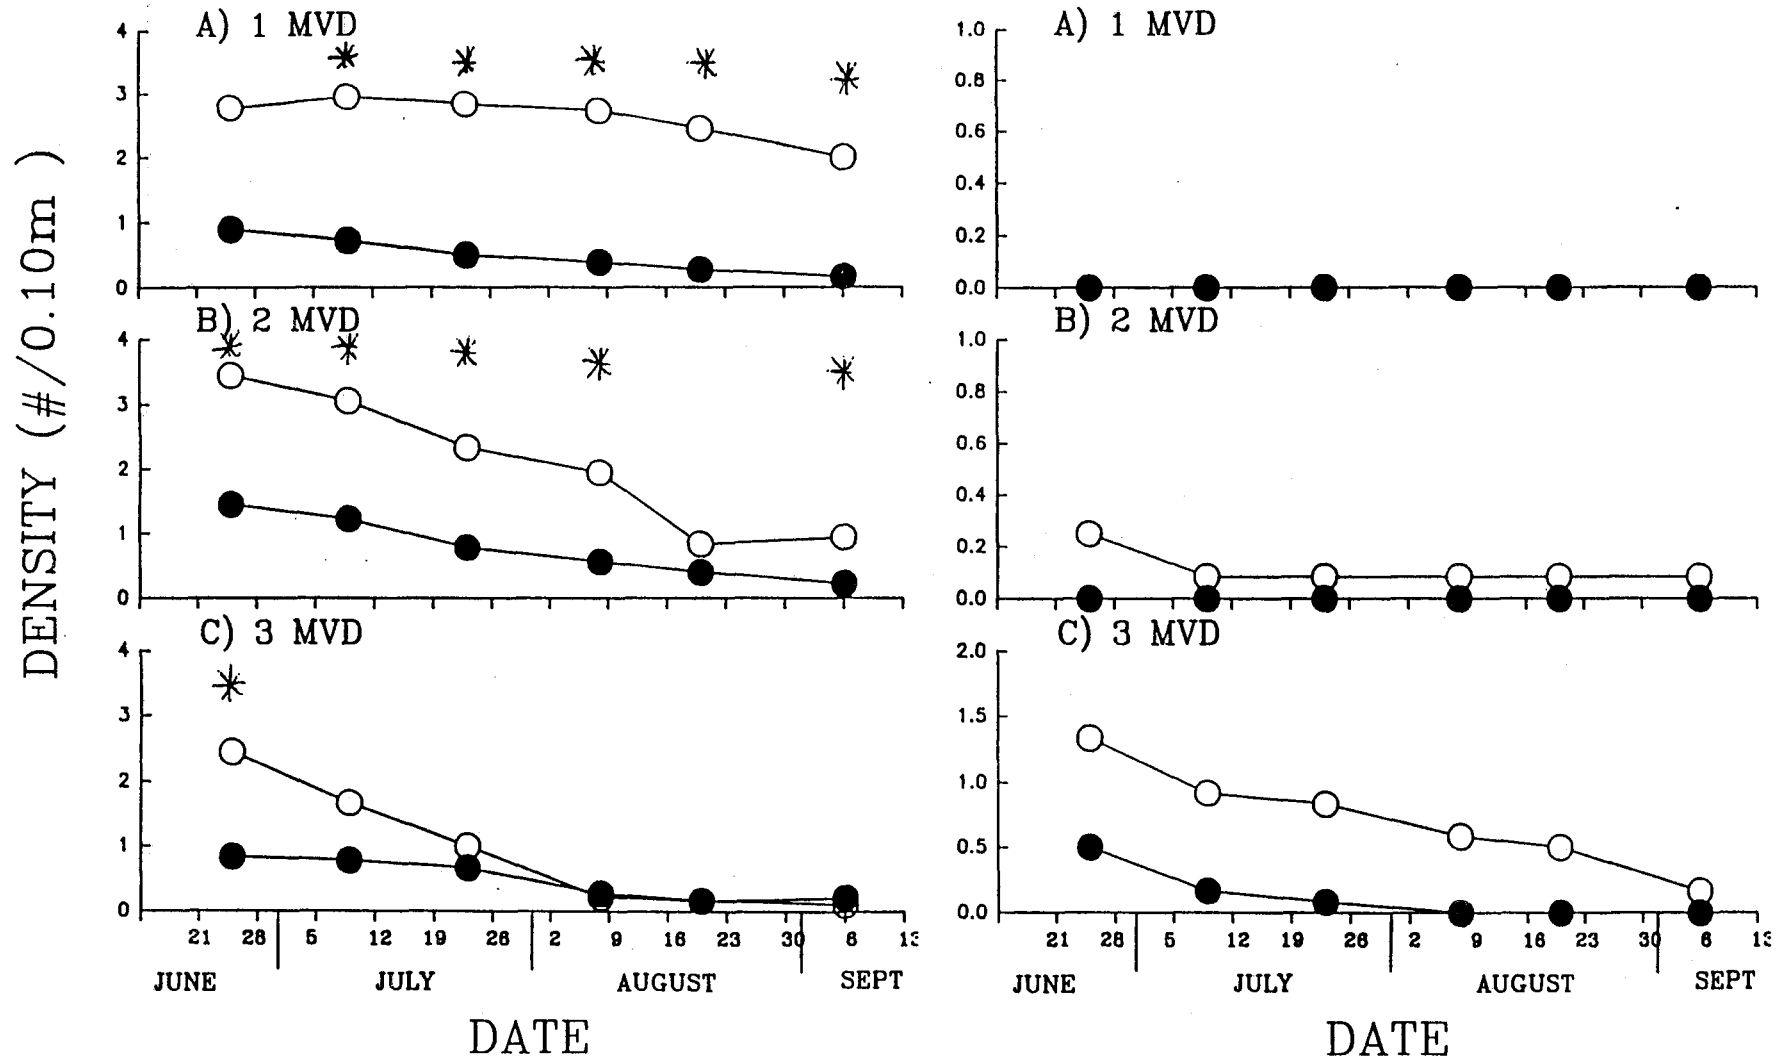 DENSITY (#/0.10m )
A) 1 MVD
4
3
2
1
0
B) 2 MVD
4
3
2
1
0
C) 3 MVD
4
3
2
1
0
21 28 5 12 19 26 2 9 16 23 30 6 13
JUNE JULY AUGUST SEPT
DATE
A) 1 MVD
1.0
0.8
0.6
0.4
0.2
0.0
B) 2 MVD
1.0
0.8
0.6
0.4
0.2
0.0
C) 3 MVD
2.0
1.5
1.0
0.5
0.0
21 28 5 12 19 26 2 9 16 23 30 6 13
JUNE JULY AUGUST SEPT
DATE